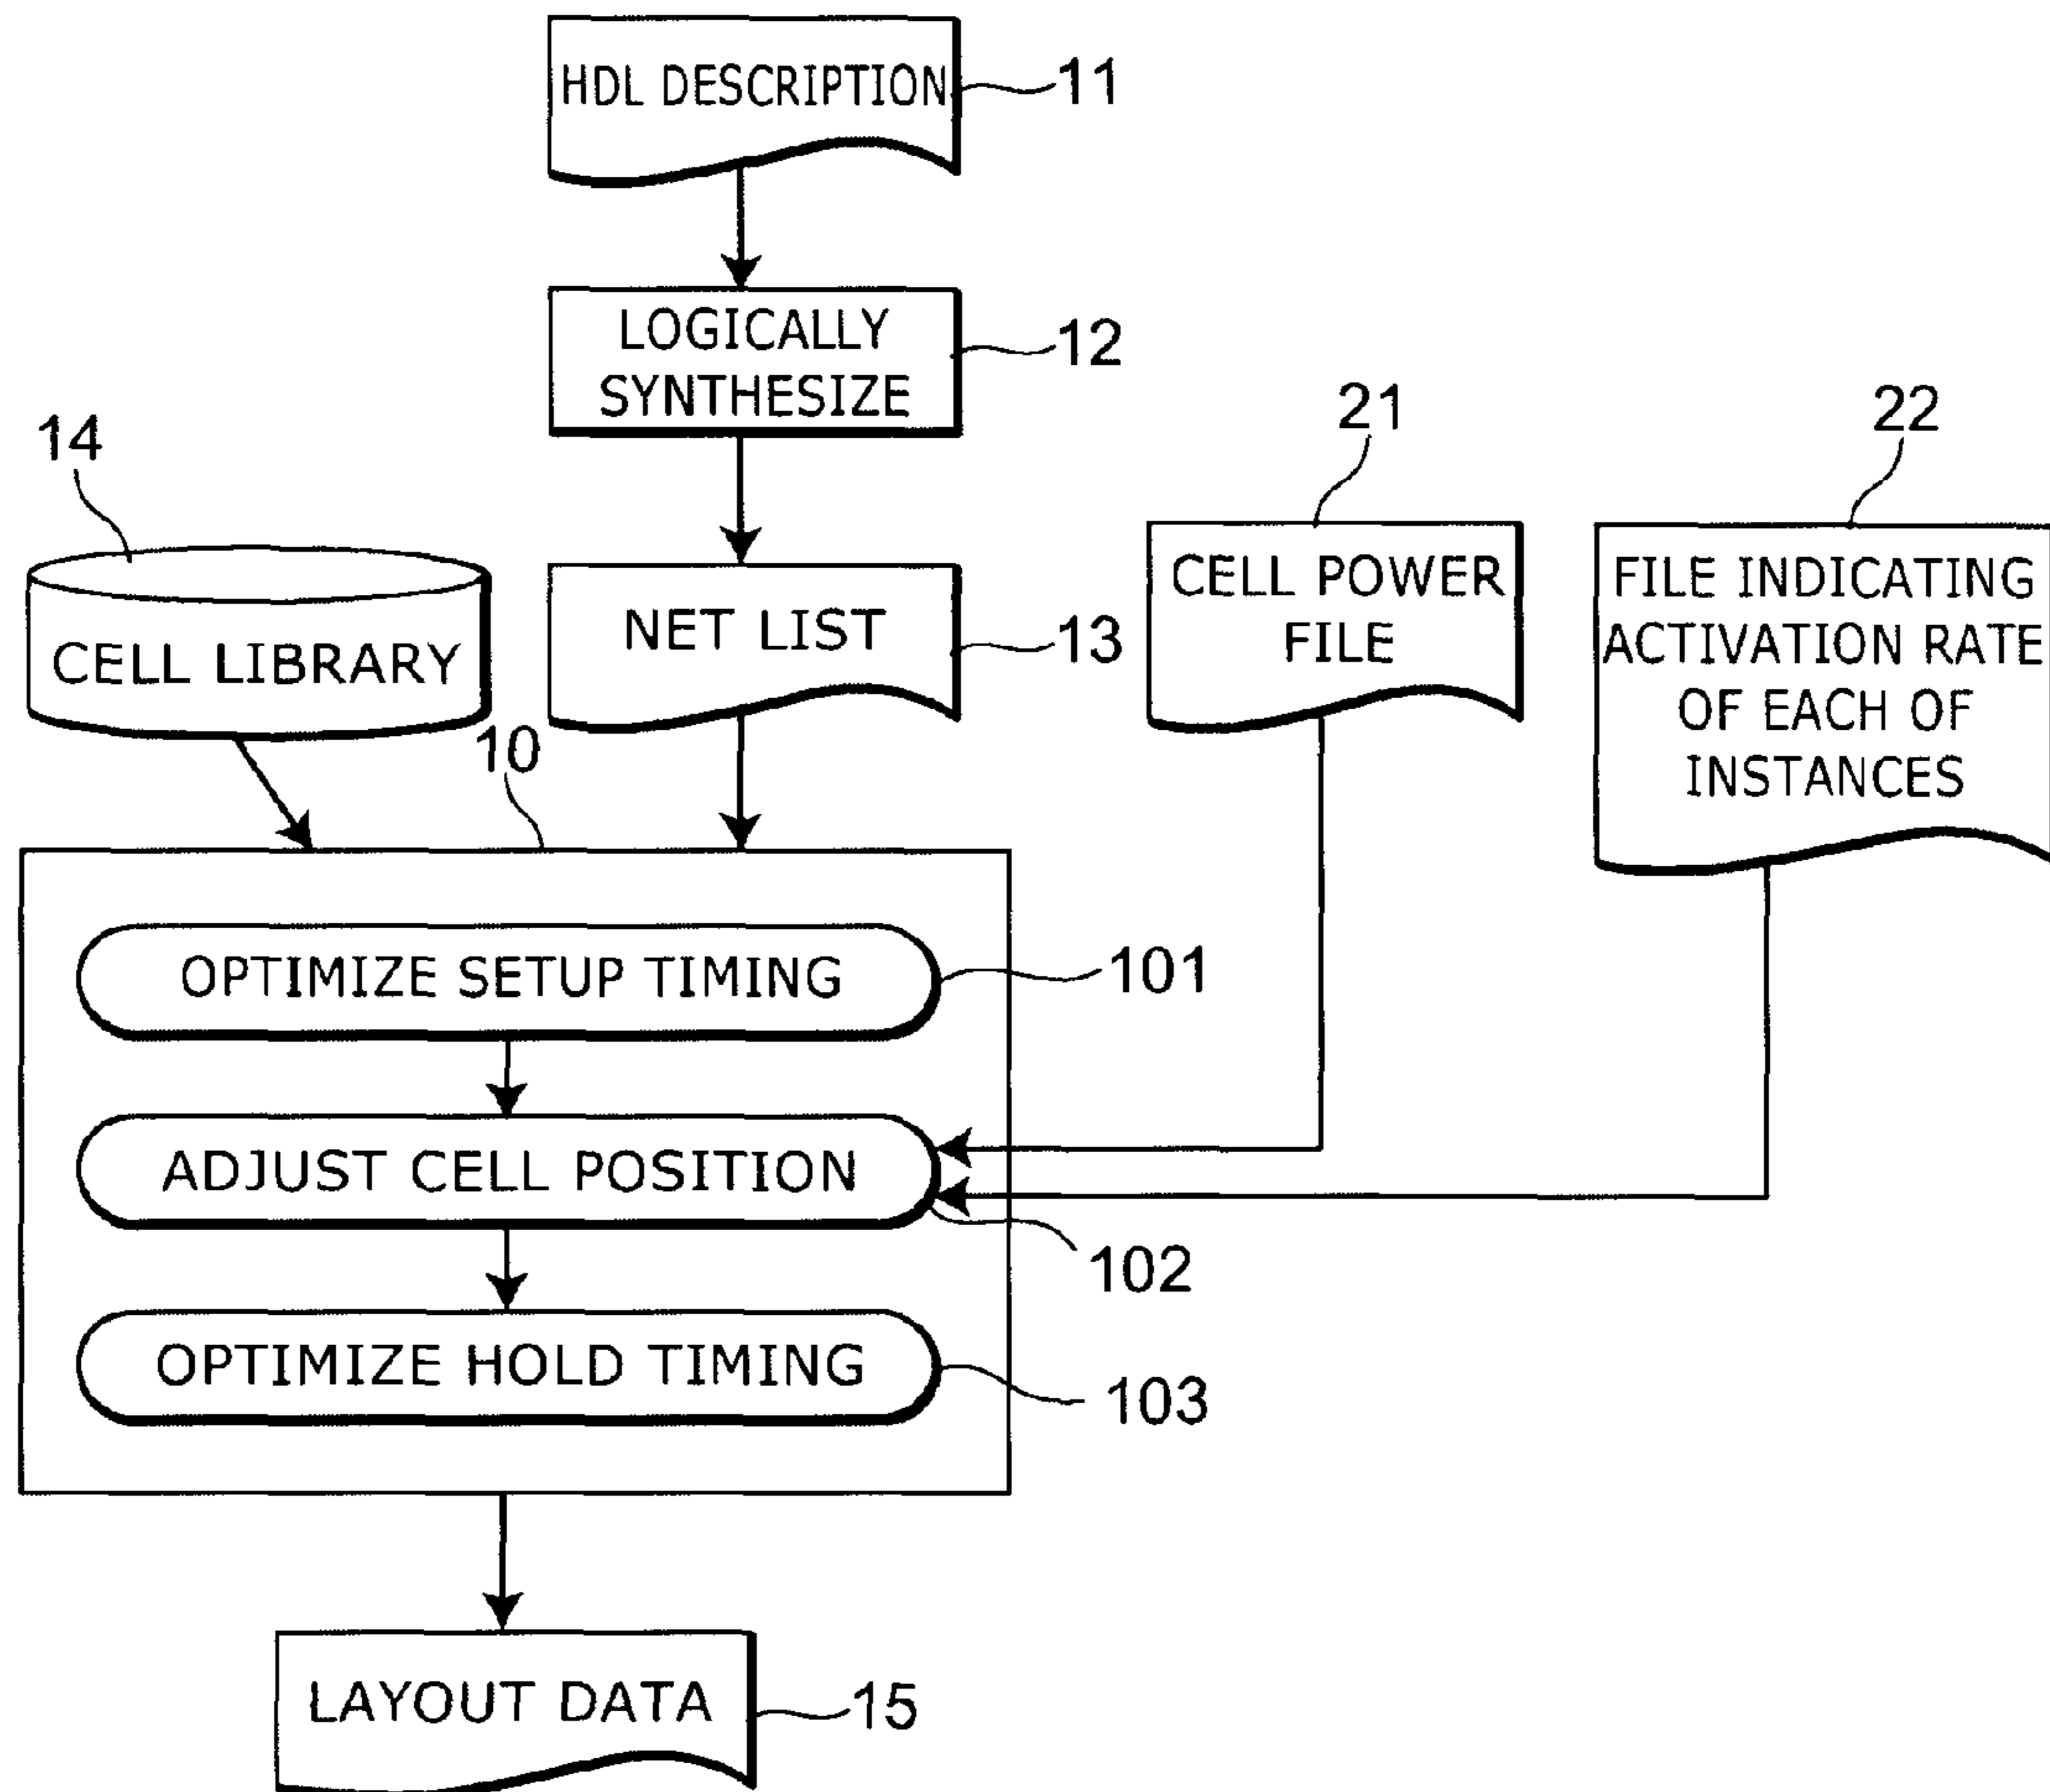 HDL DESCRIPTION
11
LOGICALLY
SYNTHESIZE
12
14
21
22
CELL LIBRARY
NET LIST
13
CELL POWER
FILE
FILE INDICATING
ACTIVATION RATE
OF EACH OF
INSTANCES
10
OPTIMIZE SETUP TIMING
101
ADJUST CELL POSITION
102
OPTIMIZE HOLD TIMING
103
LAYOUT DATA
15